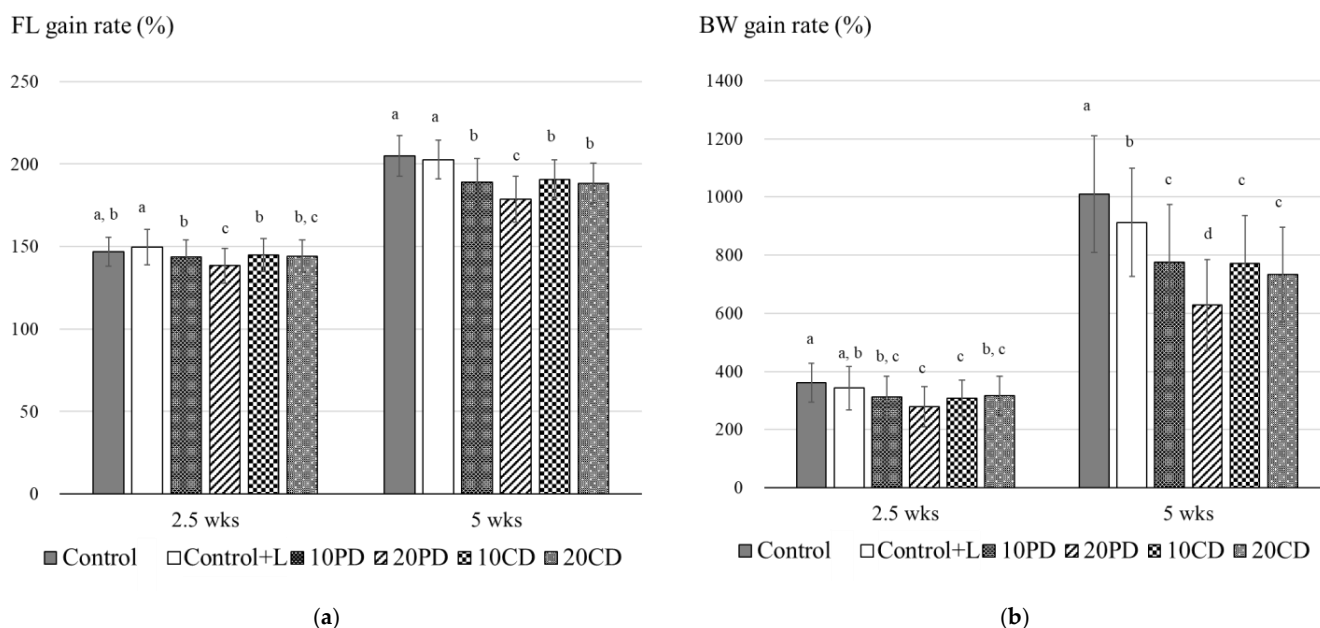 FL gain rate (%)
250
200
150
100
50
0
a, b
a
b
c
b
b, c
a
a
b
c
b
b
2.5 wks
5 wks
Control
Control+L
10PD
20PD
10CD
20CD
(a)
BW gain rate (%)
1400
1200
1000
800
600
400
200
0
a
a, b
b, c
c
c
b, c
a
b
c
d
c
c
2.5 wks
5 wks
Control
Control+L
10PD
20PD
10CD
20CD
(b)